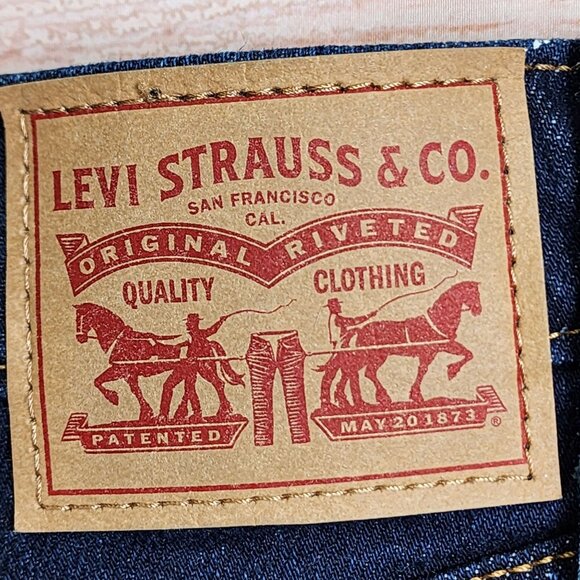 LEVI STRAUSS & CO.
SAN FRANCISCO
CAL.
ORIGINAL RIVETED
QUALITY CLOTHING
PATENTED MAY 20 1873 ®